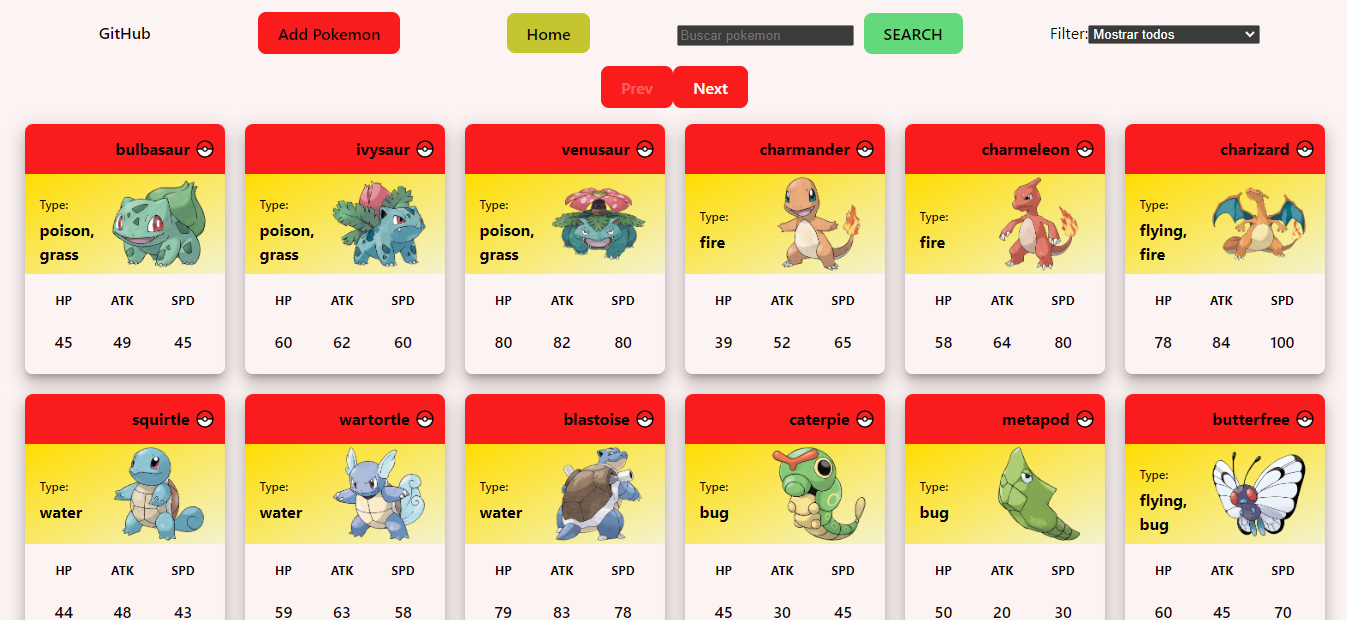 GitHub Add Pokemon Home Buscar pokemon SEARCH Filter: Mostrar todos
Prev Next
bulbasaur ivysaur venusaur charmander charmeleon charizard
Type: Type: Type: Type: Type: Type:
poison, poison, poison, fire fire flying,
grass grass grass fire
HP ATK SPD HP ATK SPD HP ATK SPD HP ATK SPD HP ATK SPD HP ATK SPD
45 49 45 60 62 60 80 82 80 39 52 65 58 64 80 78 84 100
squirtle wartortle blastoise caterpie metapod butterfree
Type: Type: Type: Type: Type: Type:
water water water bug bug flying,
bug
HP ATK SPD HP ATK SPD HP ATK SPD HP ATK SPD HP ATK SPD HP ATK SPD
44 48 43 59 63 58 79 83 78 45 30 45 50 20 30 60 45 70